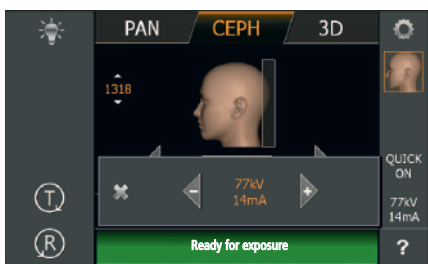 PAN
CEPH
3D
1318
QUICK
ON
77kV
14mA
77kV
14mA
T
R
Ready for exposure
?